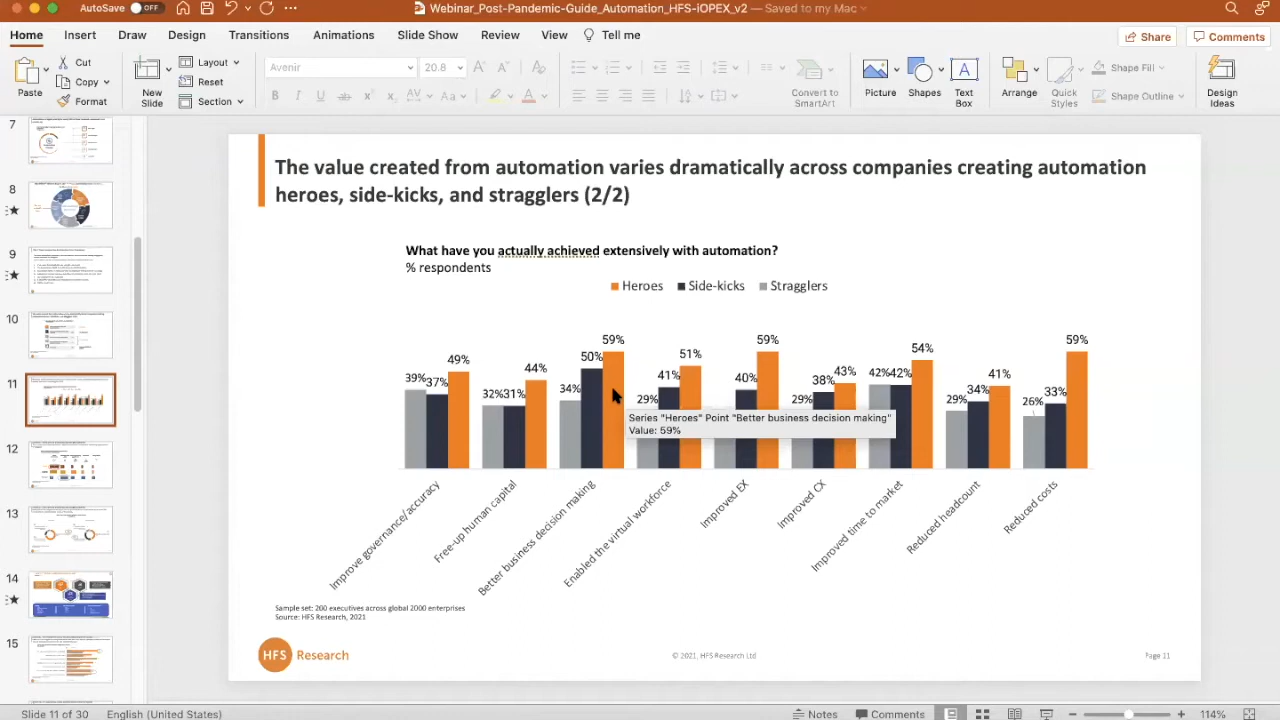 AutoSave OFF
Webinar_Post-Pandemic-Guide_Automation_HFS-IOPEX_v2 — Saved to my Mac
Home Insert Draw Design Transitions Animations Slide Show Review View Tell me
Share Comments
Paste Cut Copy Format
New Slide Layout Reset Section
Avenir 20.8
Convert to SmartArt
Picture Shapes Text Box Arrange Quick Styles Shape Fill Shape Outline Design Ideas
7
8
9
10
13
14
15
The value created from automation varies dramatically across companies creating automation
heroes, side-kicks, and stragglers (2/2)
What have you actually achieved extensively with automation?
% respondents
Heroes Side-kicks Stragglers
39% 37% 49%
32% 31% 44%
34% 50% 59%
29% 41% 51%
40% 59%
29% 38% 43%
42% 42% 54%
29% 34% 41%
26% 33% 59%
Series "Heroes" Point "Better business decision making"
Value: 59%
Improve governance/ accuracy
Free-up capital
Better business decision making
Enabled the virtual workforce
Improved CX
Improved time to market
Reduced headcount
Reduced costs
Sample set: 200 executives across global 2000 enterprises
Source: HFS Research, 2021
HFS Research
© 2021, HFS Research Ltd
Page 11
Slide 11 of 30 English (United States)
Notes Comments 114%